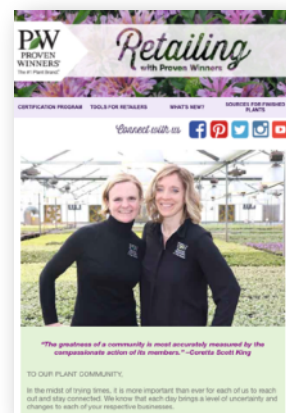 PW
PROVEN
WINNERS®
The #1 Plant Brand®
Retailing
with Proven Winners
CERTIFICATION PROGRAM TOOLS FOR RETAILERS WHAT'S NEW? SOURCES FOR FINISHED
PLANTS
Connect with us
"The greatness of a community is most accurately measured by the
compassionate action of its members." ~Coretta Scott King
TO OUR PLANT COMMUNITY,
In the midst of trying times, it is more important than ever for each of us to reach
out and stay connected. We know that each day brings a level of uncertainty and
changes to each of your respective businesses.